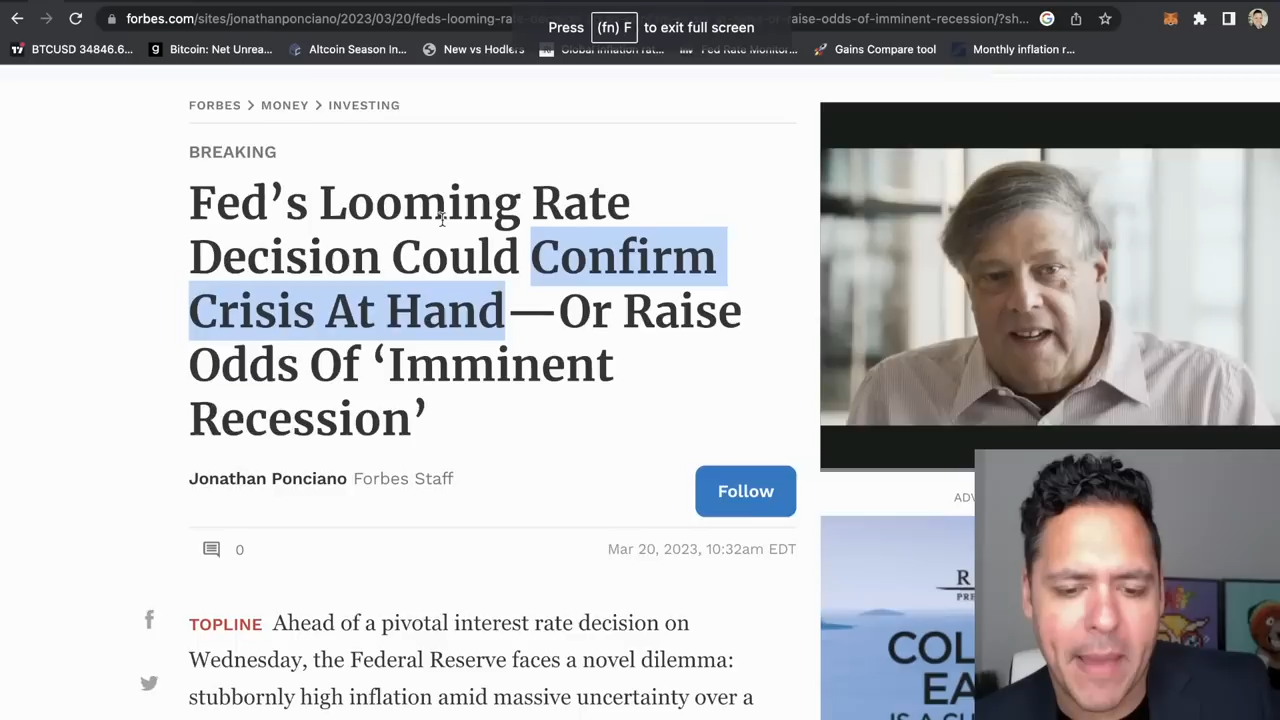 forbes.com/sites/jonathanponciano/2023/03/20/feds-looming-rate-
or-raise-odds-of-imminent-recession/?sh...
Press (fn) F to exit full screen
BTCUSD 34846.6...
Bitcoin: Net Unrea...
Altcoin Season In...
New vs Hodlers
Global inflation rat...
Fed Rate Monitor...
Gains Compare tool
Monthly inflation r...
FORBES > MONEY > INVESTING
BREAKING
Fed’s Looming Rate
Decision Could Confirm
Crisis At Hand—Or Raise
Odds Of ‘Imminent
Recession’
Jonathan Ponciano Forbes Staff
Follow
0
Mar 20, 2023, 10:32am EDT
TOPLINE Ahead of a pivotal interest rate decision on
Wednesday, the Federal Reserve faces a novel dilemma:
stubbornly high inflation amid massive uncertainty over a